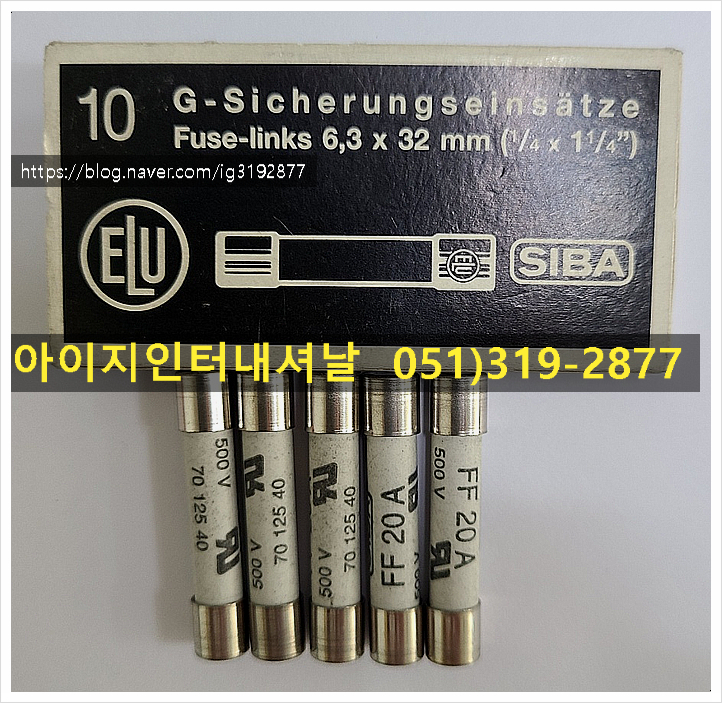 10 G-Sicherungseinsätze
Fuse-links 6,3 x 32 mm (1/4 x 1 1/4")
https://blog.naver.com/ig3192877
ELU
ELU
SIBA
아이지인터내셔날 051)319-2877
500 V
70 125 40
500 V
70 125 40
500 V
70 125 40
FF 20 A
500 V
FF 20 A